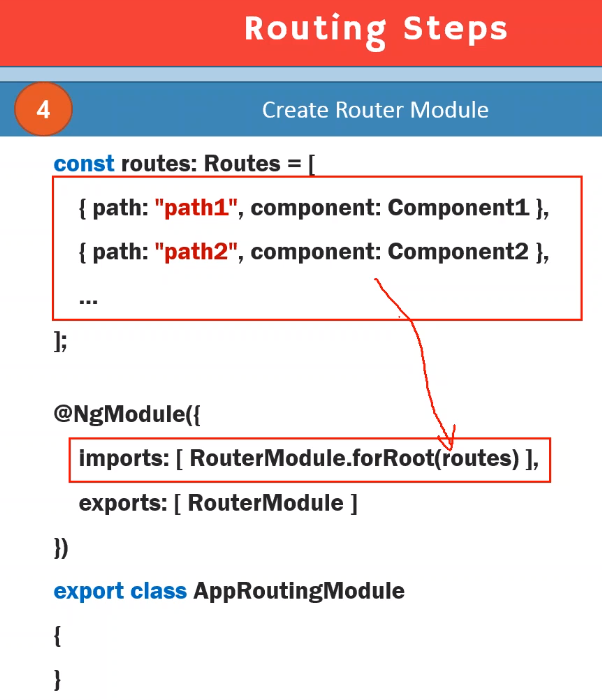 Routing Steps
4
Create Router Module
const routes: Routes = [
{ path: "path1", component: Component1 },
{ path: "path2", component: Component2 },
...
];
@NgModule({
imports: [ RouterModule.forRoot(routes) ],
exports: [ RouterModule ]
})
export class AppRoutingModule
{
}